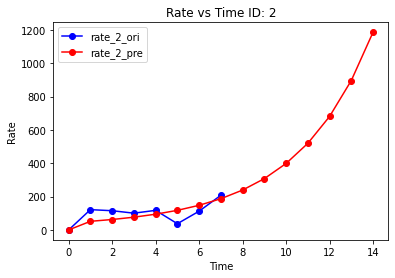 Rate vs Time ID: 2
rate_2_ori
rate_2_pre
Rate
1200
1000
800
600
400
200
0
0 2 4 6 8 10 12 14
Time